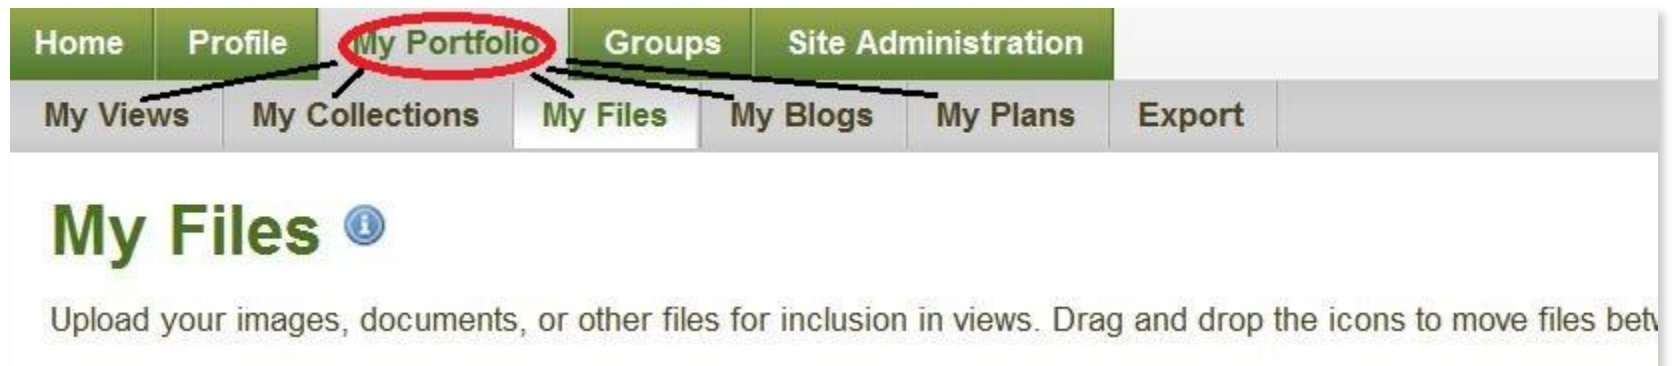 Home Profile My Portfolio Groups Site Administration
My Views My Collections My Files My Blogs My Plans Export
My Files
Upload your images, documents, or other files for inclusion in views. Drag and drop the icons to move files